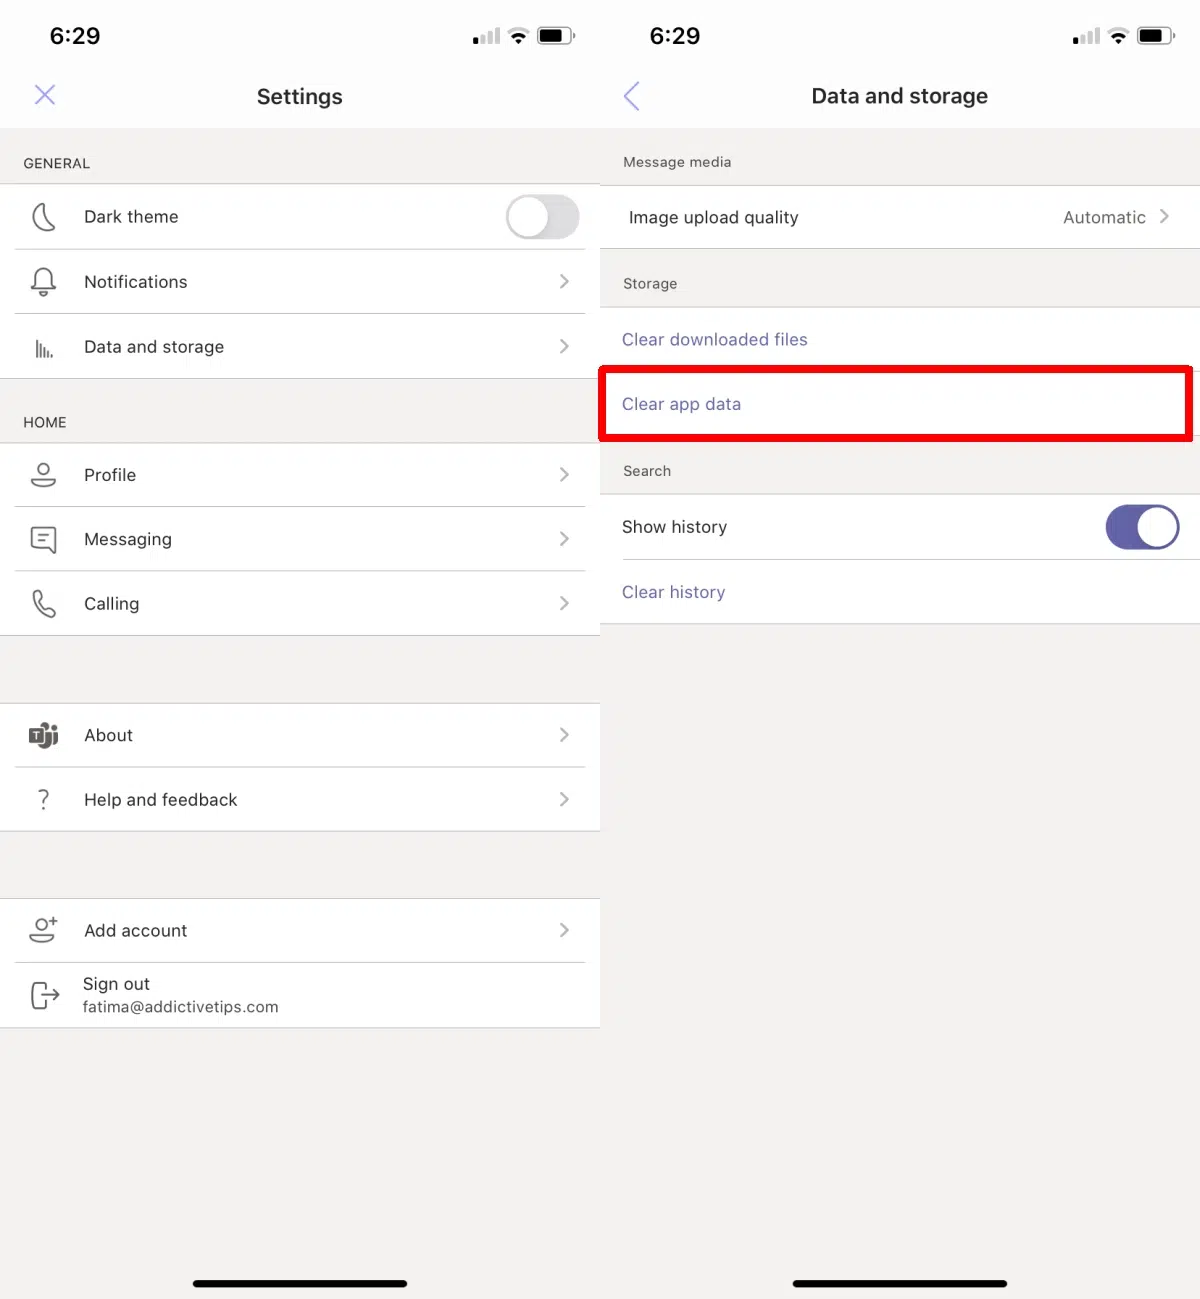 6:29
Settings
GENERAL
Dark theme
Notifications
Data and storage
HOME
Profile
Messaging
Calling
About
Help and feedback
Add account
Sign out
fatima@addictivetips.com
6:29
Data and storage
Message media
Image upload quality Automatic
Storage
Clear downloaded files
Clear app data
Search
Show history
Clear history